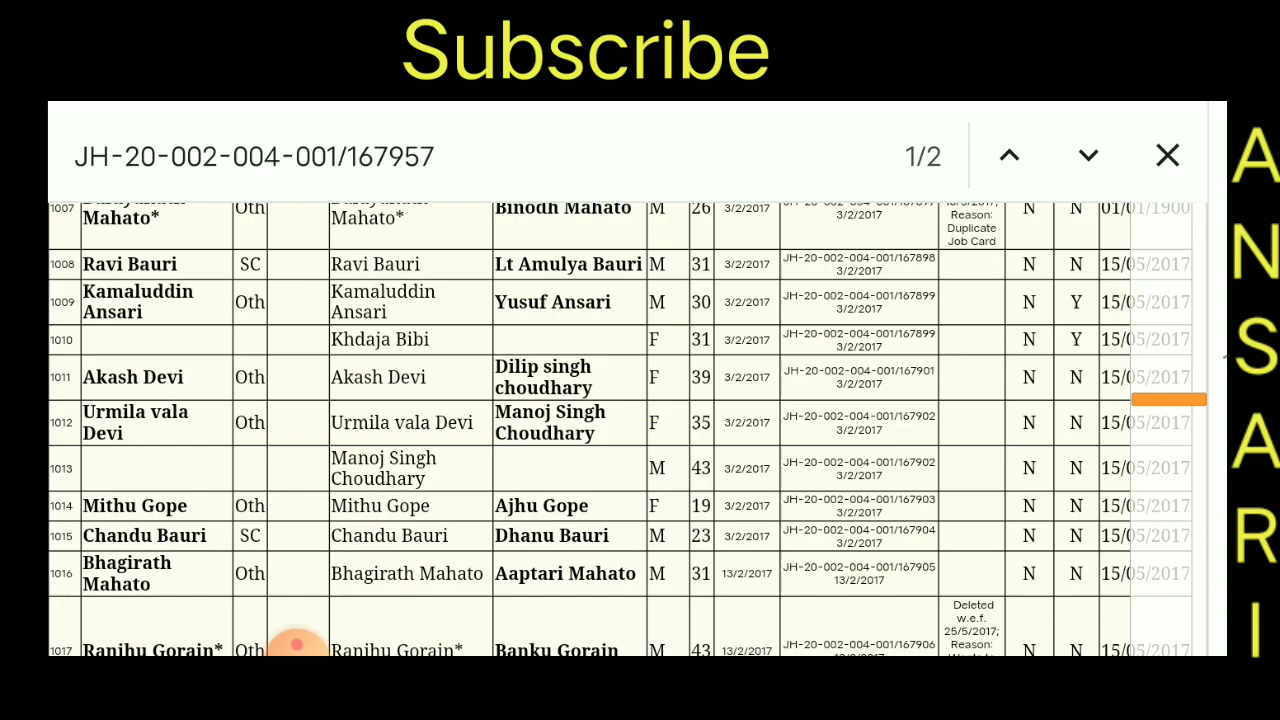 Subscribe
JH-20-002-004-001/167957 1/2
1007 Mahato* Oth Mahato* Binodh Mahato M 26 3/2/2017 3/2/2017 Reason: Duplicate Job Card N N 01/01/1900
1008 Ravi Bauri SC Ravi Bauri Lt Amulya Bauri M 31 3/2/2017 JH-20-002-004-001/167898 3/2/2017 N N 15/05/2017
1009 Kamaluddin Ansari Oth Kamaluddin Ansari Yusuf Ansari M 30 3/2/2017 JH-20-002-004-001/167899 3/2/2017 N Y 15/05/2017
1010 Khdaja Bibi F 31 3/2/2017 JH-20-002-004-001/167899 3/2/2017 N Y 15/05/2017
1011 Akash Devi Oth Akash Devi Dilip singh choudhary F 39 3/2/2017 JH-20-002-004-001/167901 3/2/2017 N N 15/05/2017
1012 Urmila vala Devi Oth Urmila vala Devi Manoj Singh Choudhary F 35 3/2/2017 JH-20-002-004-001/167902 3/2/2017 N N 15/05/2017
1013 Manoj Singh Choudhary M 43 3/2/2017 JH-20-002-004-001/167902 3/2/2017 N N 15/05/2017
1014 Mithu Gope Oth Mithu Gope Ajhu Gope F 19 3/2/2017 JH-20-002-004-001/167903 3/2/2017 N N 15/05/2017
1015 Chandu Bauri SC Chandu Bauri Dhanu Bauri M 23 3/2/2017 JH-20-002-004-001/167904 3/2/2017 N N 15/05/2017
1016 Bhagirath Mahato Oth Bhagirath Mahato Aaptari Mahato M 31 13/2/2017 JH-20-002-004-001/167905 13/2/2017 N N 15/05/2017
1017 Ranjhu Gorain* Oth Ranjhu Gorain* Banku Gorain M 43 13/2/2017 JH-20-002-004-001/167906 Deleted w.e.f. 25/5/2017; Reason: N N 15/05/2017
ANSARI